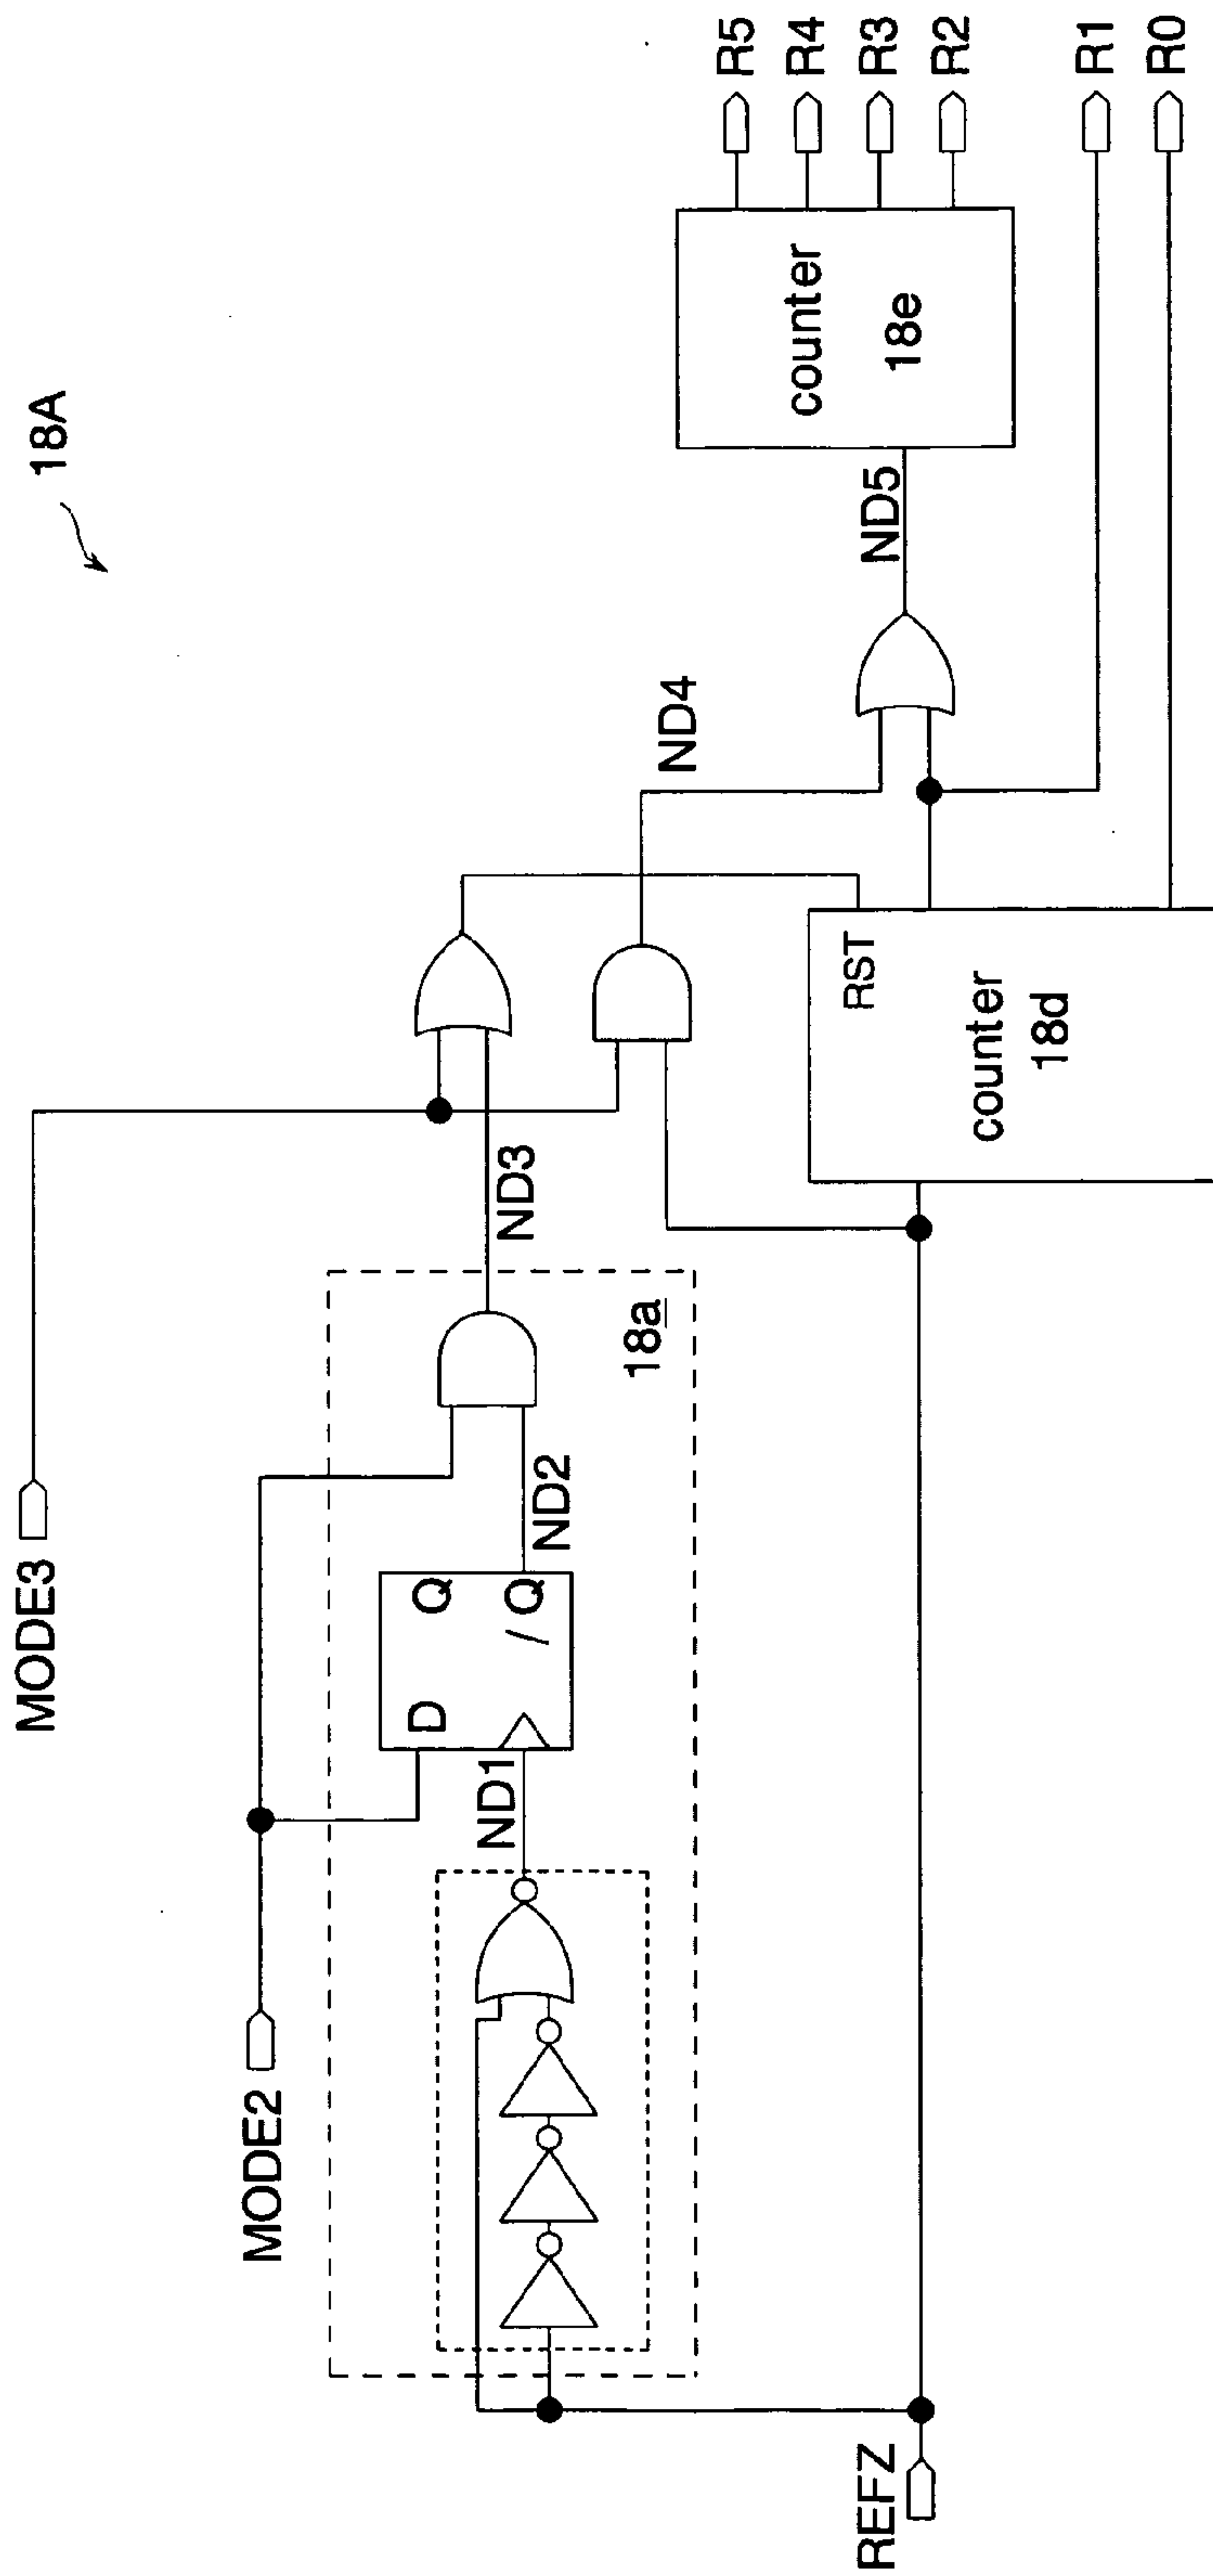 18A
MODE3
MODE2
REFZ
ND1
D
Q
/Q
ND2
18a
ND3
ND4
RST
counter
18d
ND5
counter
18e
R5
R4
R3
R2
R1
R0